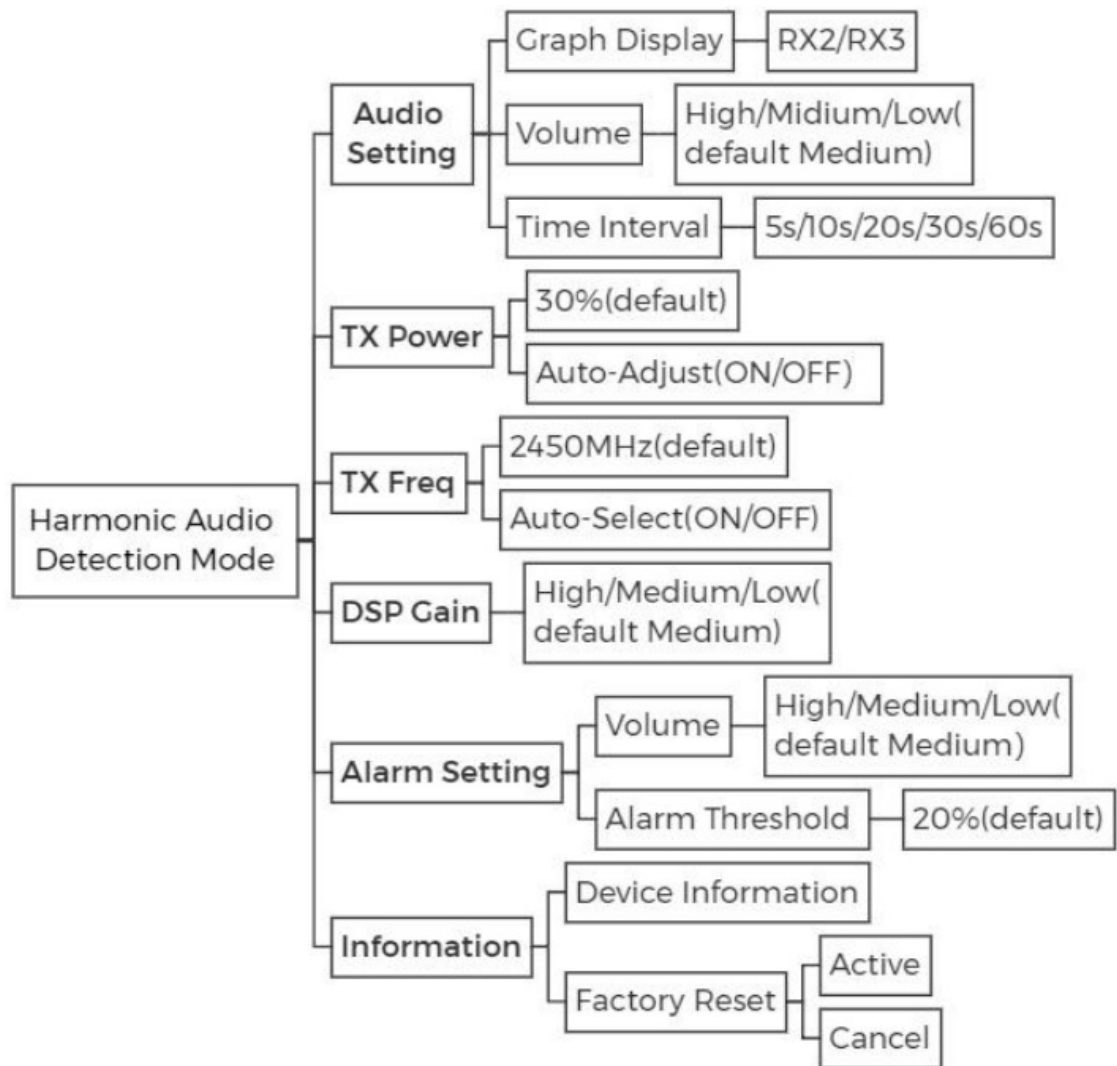 Graph Display
RX2/RX3
Audio
Setting
Volume
High/Midium/Low(
default Medium)
Time Interval
5s/10s/20s/30s/60s
TX Power
30%(default)
Auto-Adjust(ON/OFF)
TX Freq
2450MHz(default)
Auto-Select(ON/OFF)
Harmonic Audio
Detection Mode
DSP Gain
High/Medium/Low(
default Medium)
Alarm Setting
Volume
High/Medium/Low(
default Medium)
Alarm Threshold
20%(default)
Information
Device Information
Factory Reset
Active
Cancel